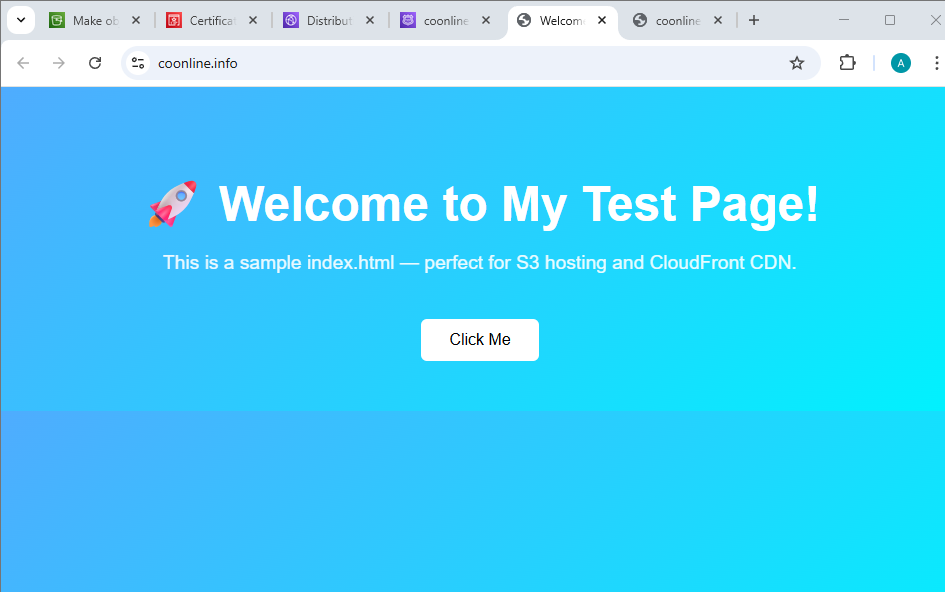 Make ob
Certificat
Distribut
coonline
Welcom
coonline
coonline.info
A
🚀 Welcome to My Test Page!
This is a sample index.html — perfect for S3 hosting and CloudFront CDN.
Click Me